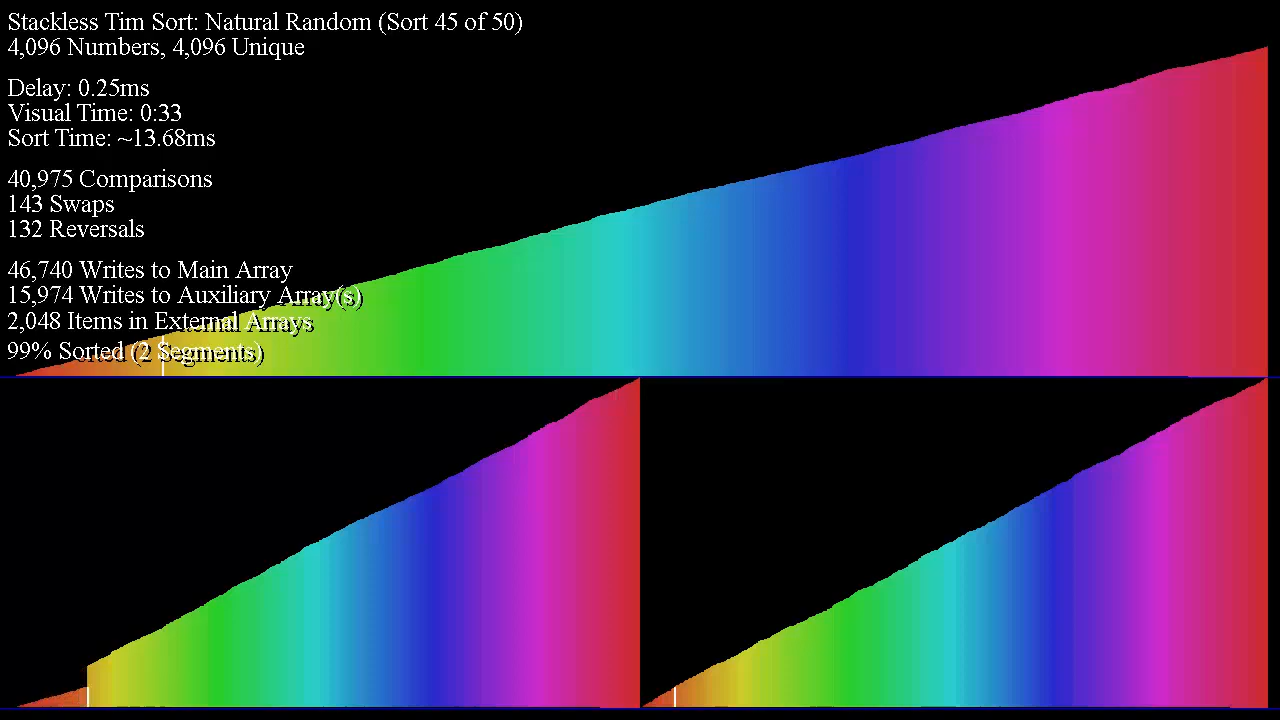 Stackless Tim Sort: Natural Random (Sort 45 of 50)
4,096 Numbers, 4,096 Unique
Delay: 0.25ms
Visual Time: 0:33
Sort Time: ~13.68ms
40,975 Comparisons
143 Swaps
132 Reversals
46,740 Writes to Main Array
15,974 Writes to Auxiliary Array(s)
2,048 Items in External Arrays
99% Sorted (2 Segments)